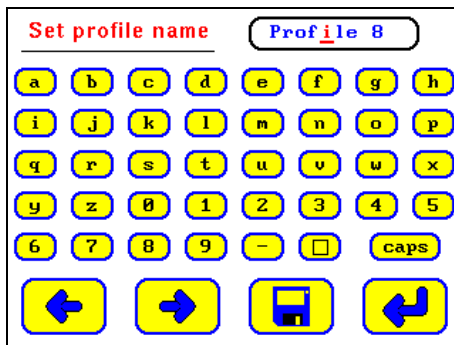 Set profile name Profile 8
a b c d e f g h
i j k l m n o p
q r s t u v w x
y z 0 1 2 3 4 5
6 7 8 9 - □ caps